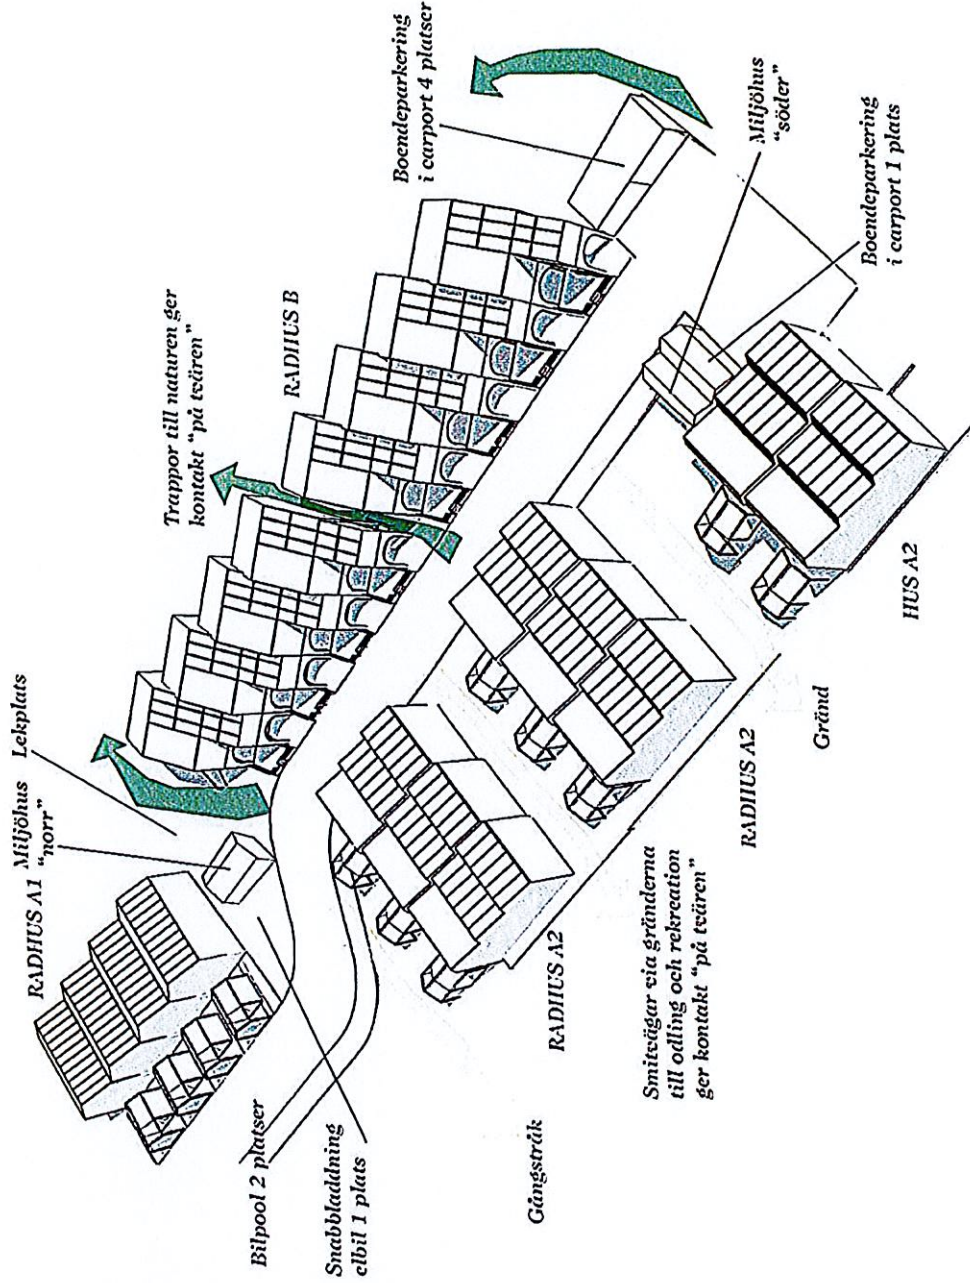 RADHUS A1
Miljöhus
"norr"
Lekplats
Trappor till naturen ger
kontakt "på tvären"
RADHUS B
Boendeparkering
i carport 4 platser
Bilpool 2 platser
Snabbladdning
elbil 1 plats
Gångstråk
RADHUS A2
Smitvägar via gränderna
till odling och rekreation
ger kontakt "på tvären"
RADHUS A2
Gränd
HUS A2
Miljöhus
"söder"
Boendeparkering
i carport 1 plats